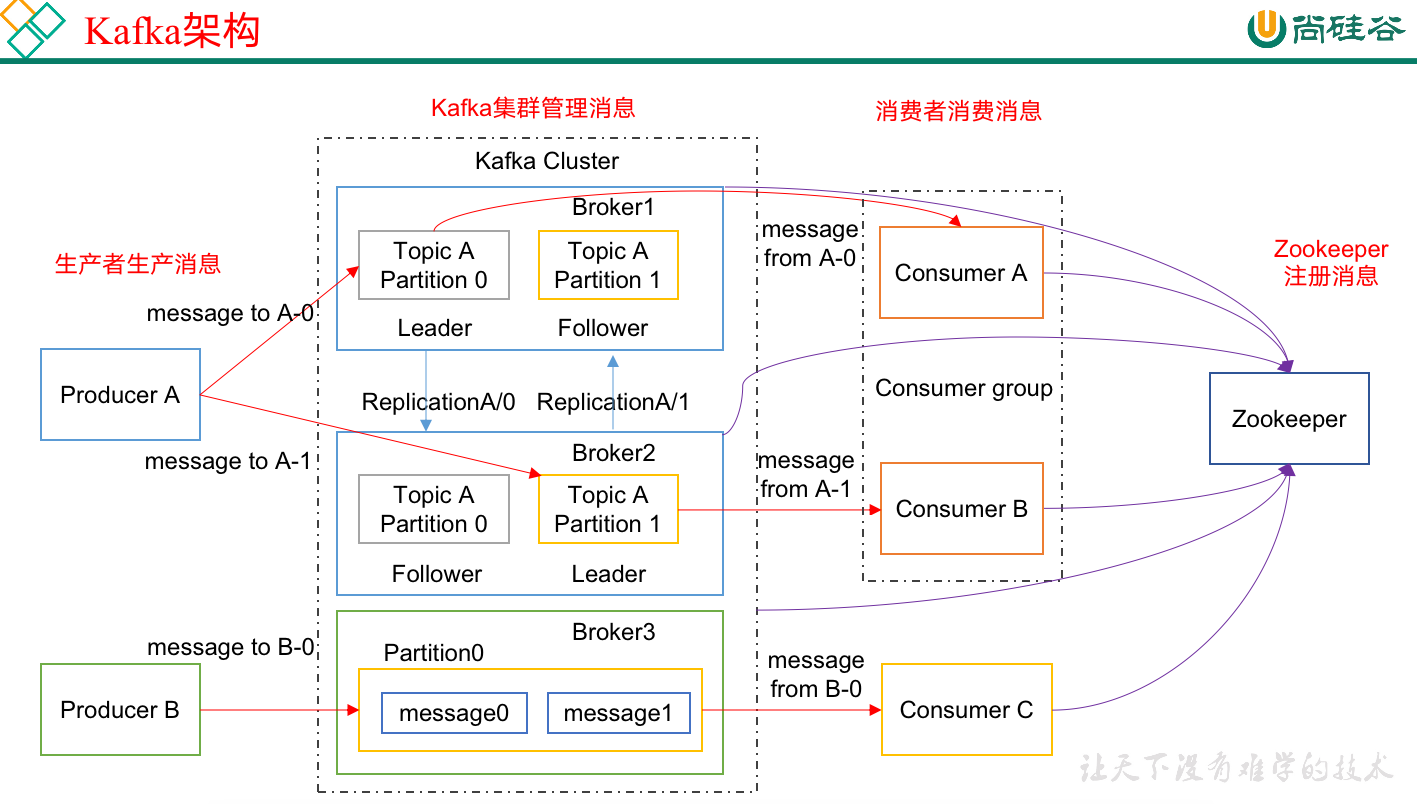 Kafka架构
尚硅谷
Kafka集群管理消息
消费者消费消息
Kafka Cluster
Broker1
Topic A
Partition 0
Topic A
Partition 1
Leader
Follower
message
from A-0
Consumer A
Zookeeper
注册消息
生产者生产消息
message to A-0
Producer A
ReplicationA/0
ReplicationA/1
Consumer group
Zookeeper
message to A-1
Broker2
Topic A
Partition 0
Topic A
Partition 1
Follower
Leader
message
from A-1
Consumer B
message to B-0
Producer B
Broker3
Partition0
message0
message1
message
from B-0
Consumer C
让天下没有难学的技术